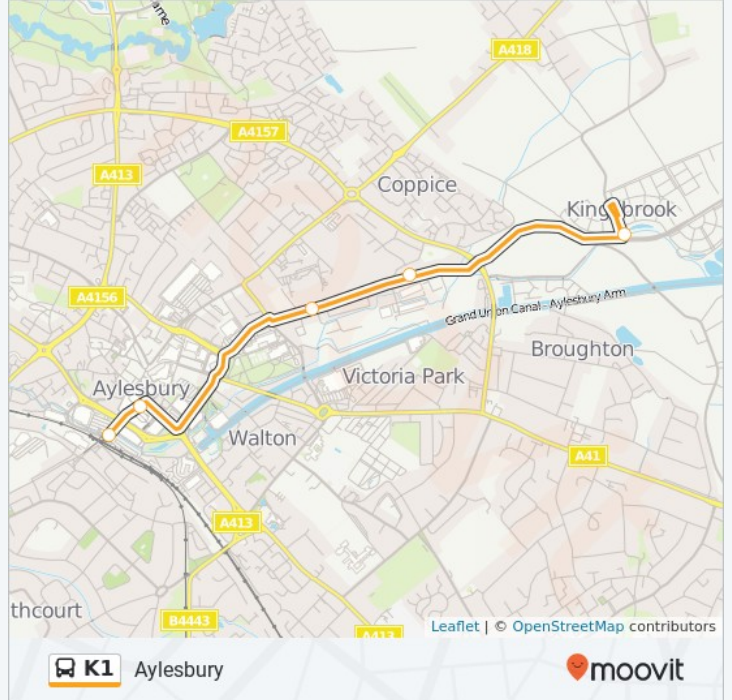 ame
A418
A4157
A413
Coppice
Kingsbrook
A4156
Grand Union Canal - Aylesbury Arm
Broughton
Aylesbury
Victoria Park
Walton
A41
A413
thcourt
B4443
A413
Leaflet | © OpenStreetMap contributors
K1 Aylesbury
moovit